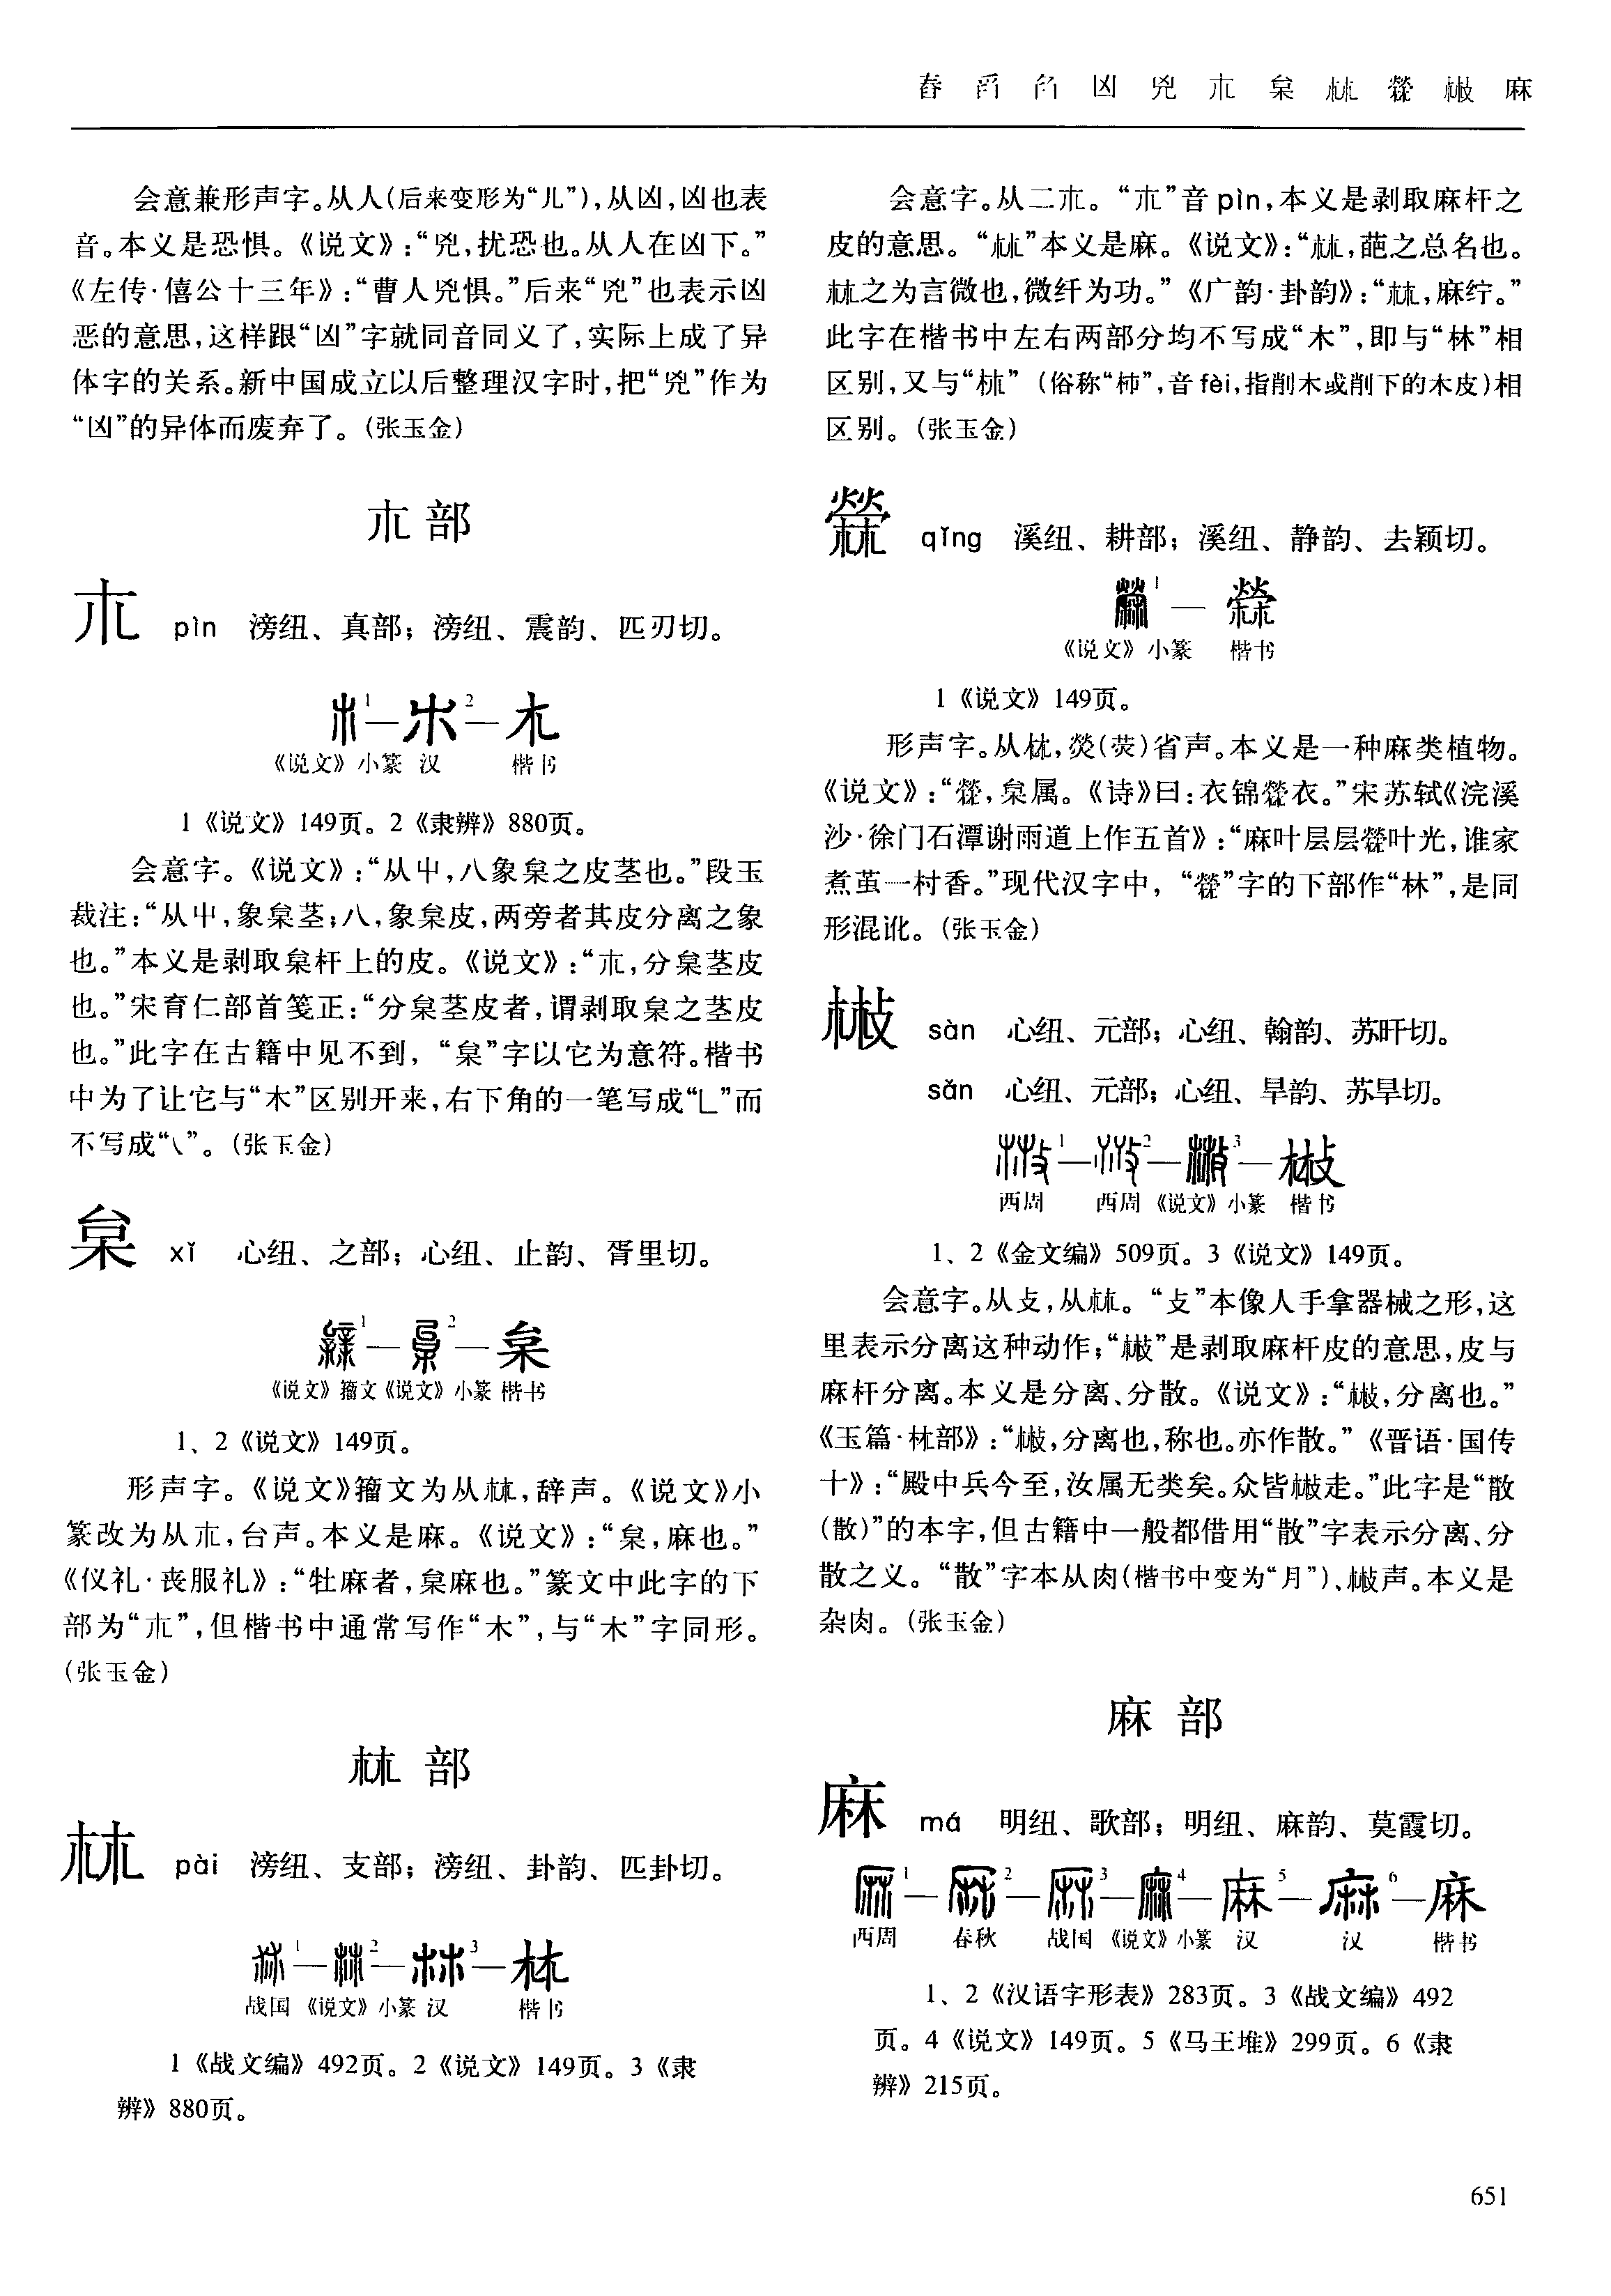 舂 舀 臽 凶 兇 𣎳 枲 𣏟 檾 㪔 麻
会意兼形声字。从人(后来变形为“儿”),从凶,凶也表
音。本义是恐惧。《说文》:“兇,扰恐也。从人在凶下。”
《左传·僖公十三年》:“曹人兇惧。”后来“兇”也表示凶
恶的意思,这样跟“凶”字就同音同义了,实际上成了异
体字的关系。新中国成立以后整理汉字时,把“兇”作为
“凶”的异体而废弃了。(张玉金)
𣎳部
𣎳 pìn 滂纽、真部;滂纽、震韵、匹刃切。
1—2—𣎳
《说文》小篆 汉 楷书
1《说文》149页。2《隶辨》880页。
会意字。《说文》:“从屮,八象枲之皮茎也。”段玉
裁注:“从屮,象枲茎;八,象枲皮,两旁者其皮分离之象
也。”本义是剥取枲杆上的皮。《说文》:“𣎳,分枲茎皮
也。”宋育仁部首笺正:“分枲茎皮者,谓剥取枲之茎皮
也。”此字在古籍中见不到,“枲”字以它为意符。楷书
中为了让它与“木”区别开来,右下角的一笔写成“乚”而
不写成“㇏”。(张玉金)
枲 xǐ 心纽、之部;心纽、止韵、胥里切。
1—2—枲
《说文》籀文《说文》小篆 楷书
1、2《说文》149页。
形声字。《说文》籀文为从𣏟,辞声。《说文》小
篆改为从𣎳,台声。本义是麻。《说文》:“枲,麻也。”
《仪礼·丧服礼》:“牡麻者,枲麻也。”篆文中此字的下
部为“𣎳”,但楷书中通常写作“木”,与“木”字同形。
(张玉金)
𣏟部
𣏟 pài 滂纽、支部;滂纽、卦韵、匹卦切。
1—2—3—𣏟
战国 《说文》小篆 汉 楷书
1《战文编》492页。2《说文》149页。3《隶
辨》880页。
会意字。从二𣎳。“𣎳”音pìn,本义是剥取麻杆之
皮的意思。“𣏟”本义是麻。《说文》:“𣏟,葩之总名也。
𣏟之为言微也,微纤为功。”《广韵·卦韵》:“𣏟,麻纻。”
此字在楷书中左右两部分均不写成“木”,即与“林”相
区别,又与“杮”(俗称“柿”,音fèi,指削木或削下的木皮)相
区别。(张玉金)
檾 qǐng 溪纽、耕部;溪纽、静韵、去颖切。
1—檾
《说文》小篆 楷书
1《说文》149页。
形声字。从𣏟,熒(荧)省声。本义是一种麻类植物。
《说文》:“檾,枲属。《诗》曰:衣锦檾衣。”宋苏轼《浣溪
沙·徐门石潭谢雨道上作五首》:“麻叶层层檾叶光,谁家
煮茧一村香。”现代汉字中,“檾”字的下部作“林”,是同
形混讹。(张玉金)
㪔 sàn 心纽、元部;心纽、翰韵、苏旰切。
sǎn 心纽、元部;心纽、旱韵、苏旱切。
1—2—3—㪔
西周 西周 《说文》小篆 楷书
1、2《金文编》509页。3《说文》149页。
会意字。从攴,从𣏟。“攴”本像人手拿器械之形,这
里表示分离这种动作;“㪔”是剥取麻杆皮的意思,皮与
麻杆分离。本义是分离、分散。《说文》:“㪔,分离也。”
《玉篇·𣏟部》:“㪔,分离也,称也。亦作散。”《晋语·国传
十》:“殿中兵今至,汝属无类矣。众皆㪔走。”此字是“散
(散)”的本字,但古籍中一般都借用“散”字表示分离、分
散之义。“散”字本从肉(楷书中变为“月”)、㪔声。本义是
杂肉。(张玉金)
麻部
麻 má 明纽、歌部;明纽、麻韵、莫霞切。
1—2—3—4—麻5—麻6—麻
西周 春秋 战国 《说文》小篆 汉 汉 楷书
1、2《汉语字形表》283页。3《战文编》492
页。4《说文》149页。5《马王堆》299页。6《隶
辨》215页。
651